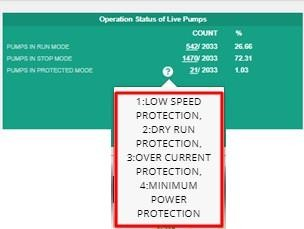 Operation Status of Live Pumps
COUNT %
PUMPS IN RUN MODE 542/ 2033 26.66
PUMPS IN STOP MODE 1470/ 2033 72.31
PUMPS IN PROTECTED MODE ? 21/ 2033 1.03
1:LOW SPEED
PROTECTION,
2:DRY RUN
PROTECTION,
3:OVER CURRENT
PROTECTION,
4:MINIMUM
POWER
PROTECTION